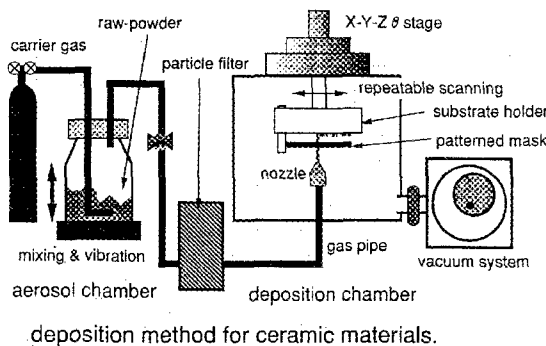 raw-powder
X-Y-Z θ stage
carrier gas
particle filter
repeatable scanning
substrate holder
patterned mask
nozzle
gas pipe
mixing & vibration
vacuum system
aerosol chamber
deposition chamber
deposition method for ceramic materials.